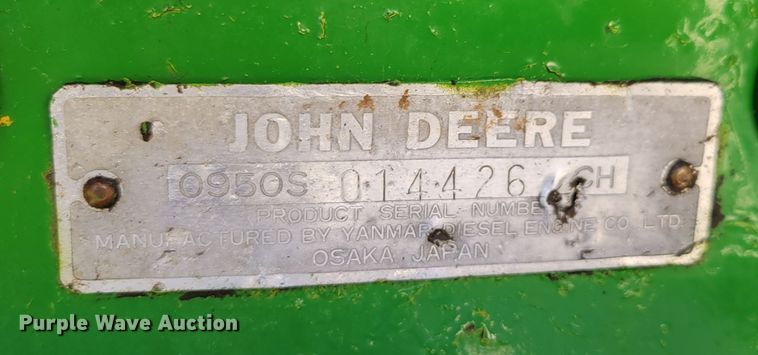 JOHN DEERE
0950S 014426 CH
PRODUCT SERIAL NUMBER
MANUFACTURED BY YANMAR DIESEL ENGINE CO. LTD.
OSAKA JAPAN
Purple Wave Auction